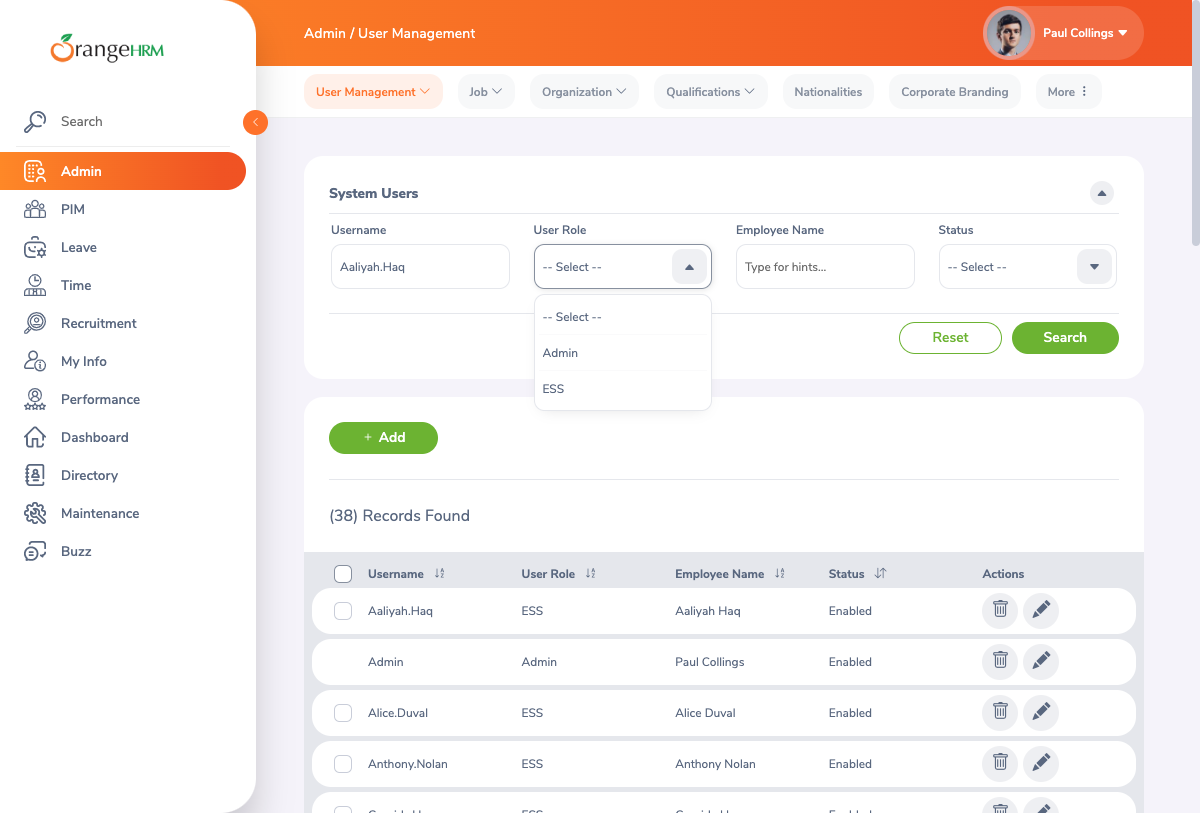 OrangeHRM
Admin / User Management
Paul Collings
User Management
Job
Organization
Qualifications
Nationalities
Corporate Branding
More
Search
Admin
PIM
Leave
Time
Recruitment
My Info
Performance
Dashboard
Directory
Maintenance
Buzz
System Users
Username
User Role
Employee Name
Status
Aaliyah.Haq
-- Select --
Type for hints...
-- Select --
-- Select --
Admin
ESS
Reset
Search
+ Add
(38) Records Found
Username User Role Employee Name Status Actions
Aaliyah.Haq ESS Aaliyah Haq Enabled
Admin Admin Paul Collings Enabled
Alice.Duval ESS Alice Duval Enabled
Anthony.Nolan ESS Anthony Nolan Enabled